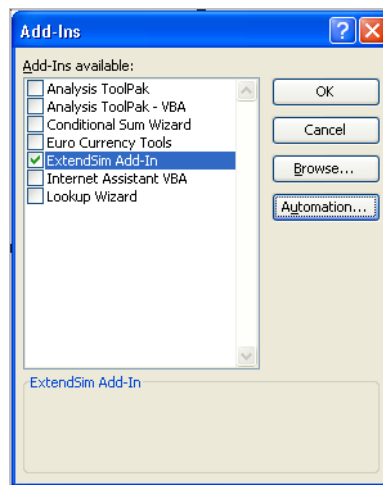 Add-Ins
Add-Ins available:
Analysis ToolPak
Analysis ToolPak - VBA
Conditional Sum Wizard
Euro Currency Tools
ExtendSim Add-In
Internet Assistant VBA
Lookup Wizard
OK
Cancel
Browse...
Automation...
ExtendSim Add-In